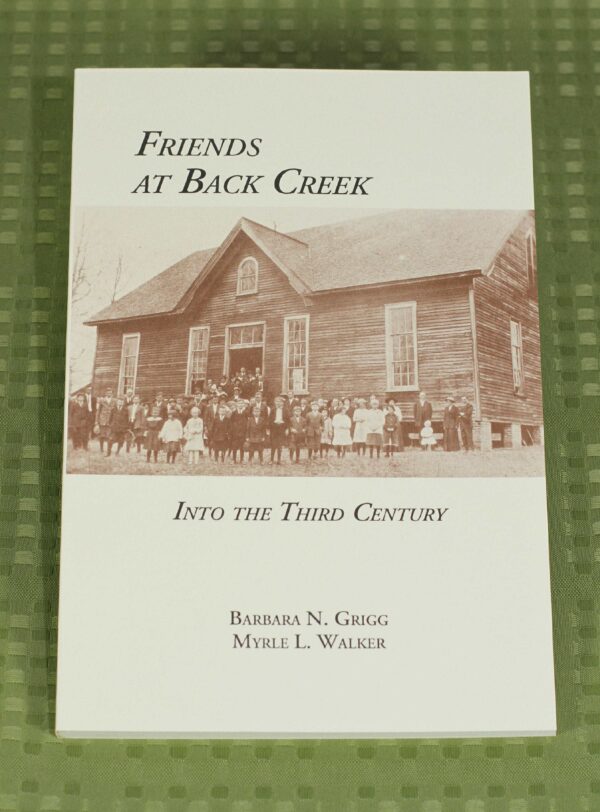 Friends
at Back Creek
Into the Third Century
Barbara N. Grigg
Myrle L. Walker